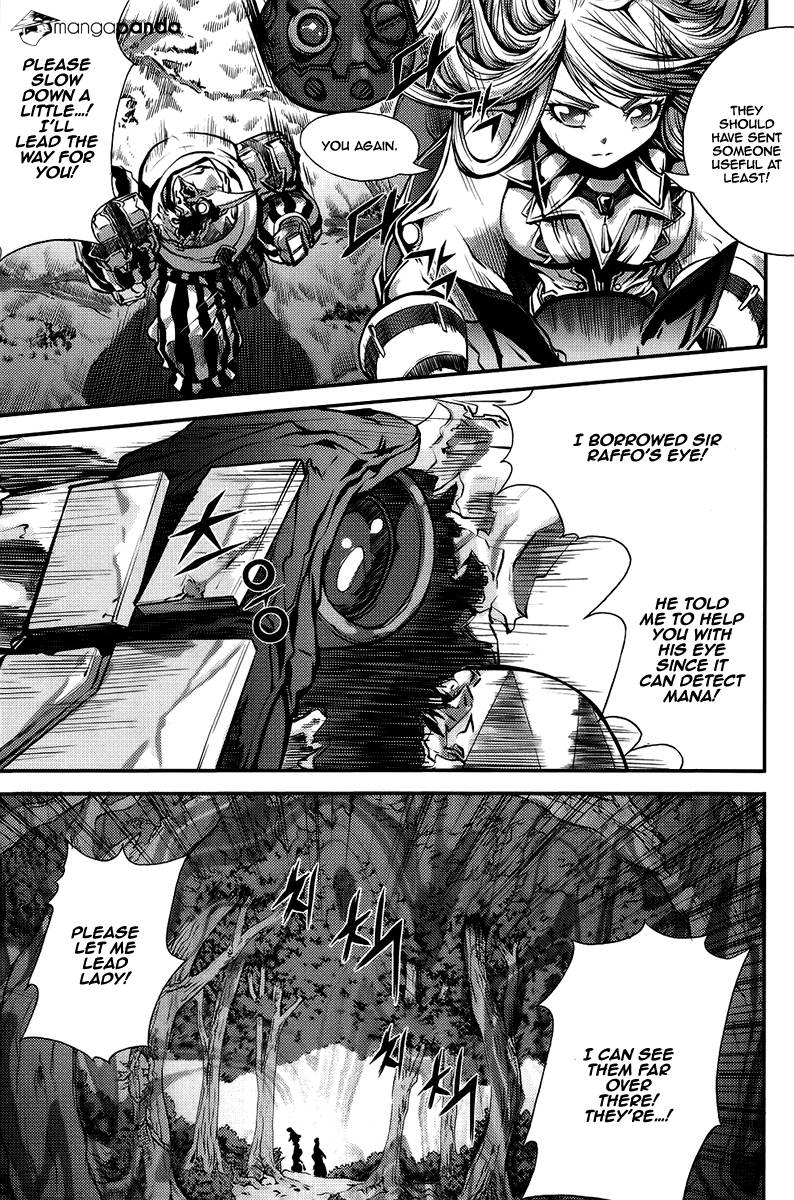 mangapanda
PLEASE
SLOW
DOWN A
LITTLE...!
I'LL
LEAD THE
WAY FOR
YOU!
YOU AGAIN.
THEY
SHOULD
HAVE SENT
SOMEONE
USEFUL AT
LEAST!
I BORROWED SIR
RAFFO'S EYE!
HE TOLD
ME TO HELP
YOU WITH
HIS EYE
SINCE IT
CAN DETECT
MANA!
PLEASE
LET ME
LEAD
LADY!
I CAN SEE
THEM FAR
OVER
THERE!
THEY'RE...!